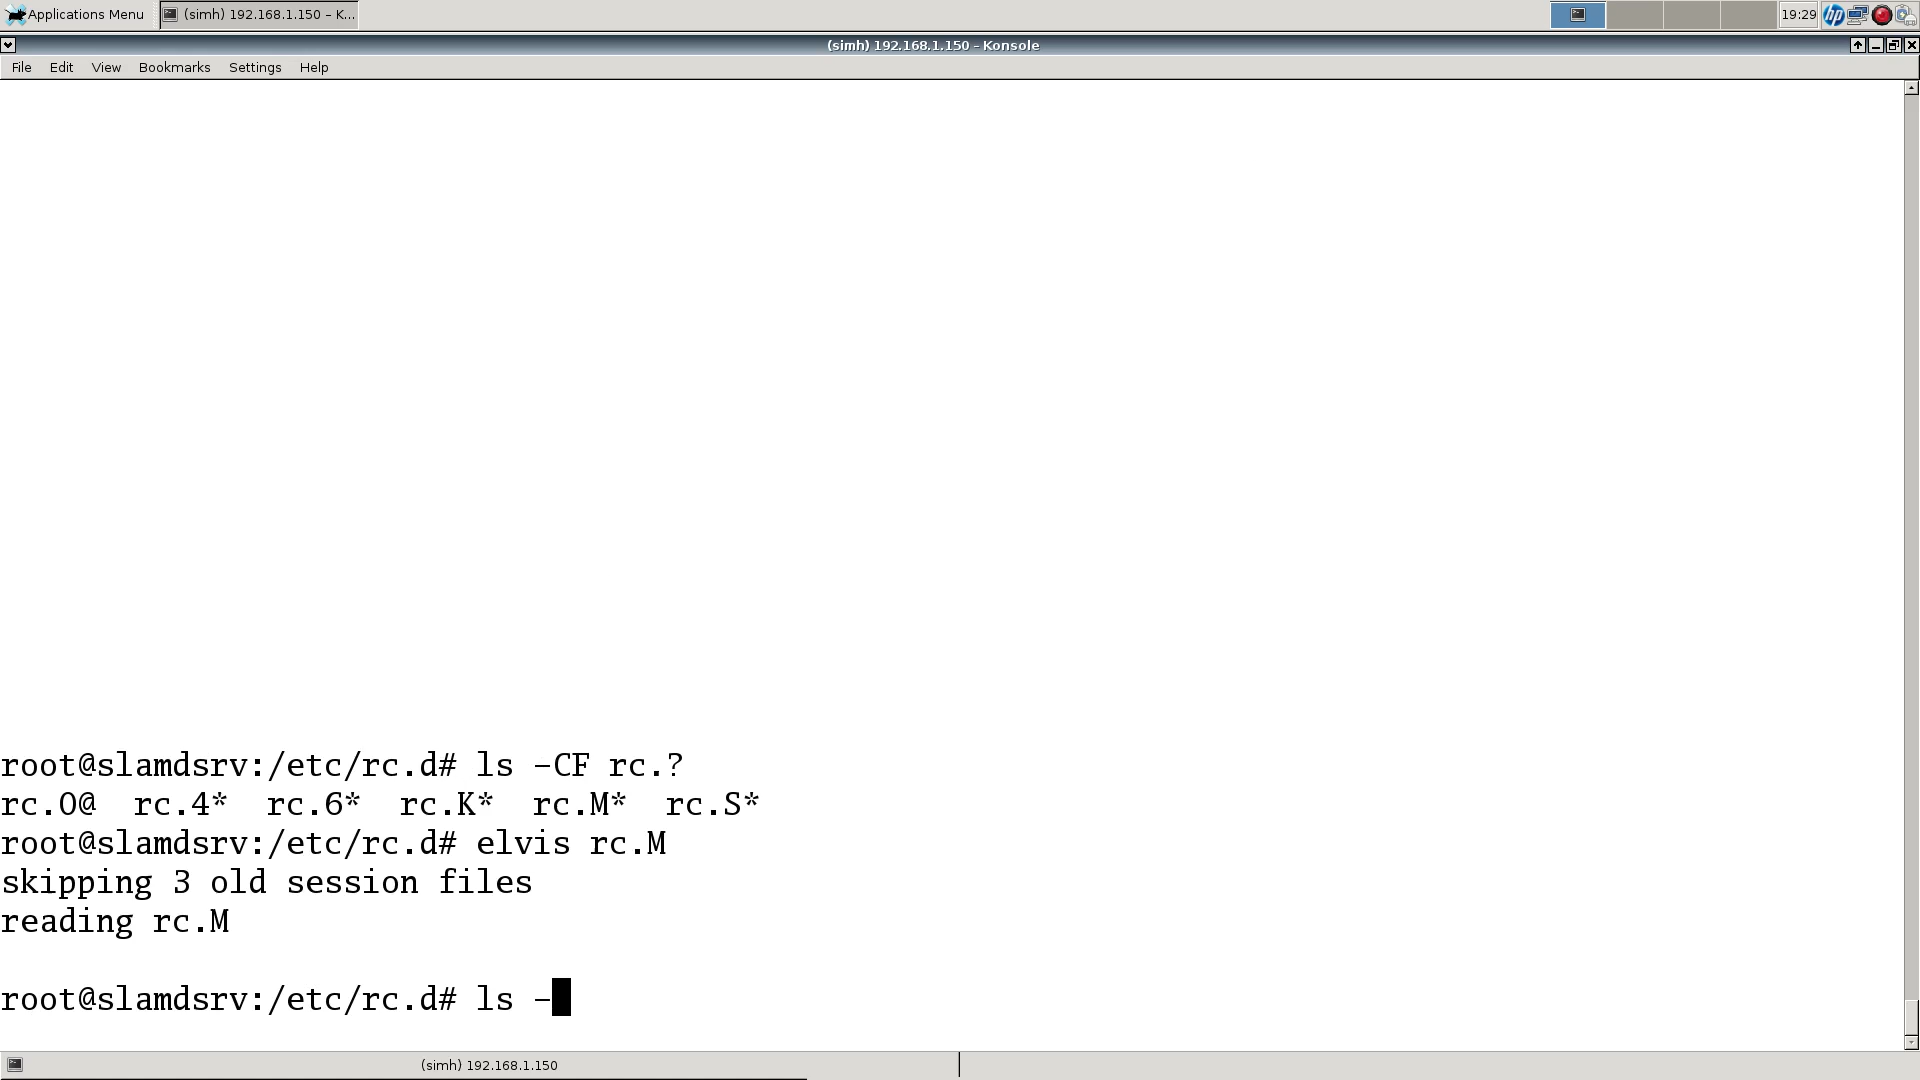 Applications Menu
(simh) 192.168.1.150 – K...
19:29
hp
(simh) 192.168.1.150 – Konsole
File Edit View Bookmarks Settings Help
root@slamdsrv:/etc/rc.d# ls -CF rc.?
rc.0@  rc.4*  rc.6*  rc.K*  rc.M*  rc.S*
root@slamdsrv:/etc/rc.d# elvis rc.M
skipping 3 old session files
reading rc.M
root@slamdsrv:/etc/rc.d# ls -
(simh) 192.168.1.150